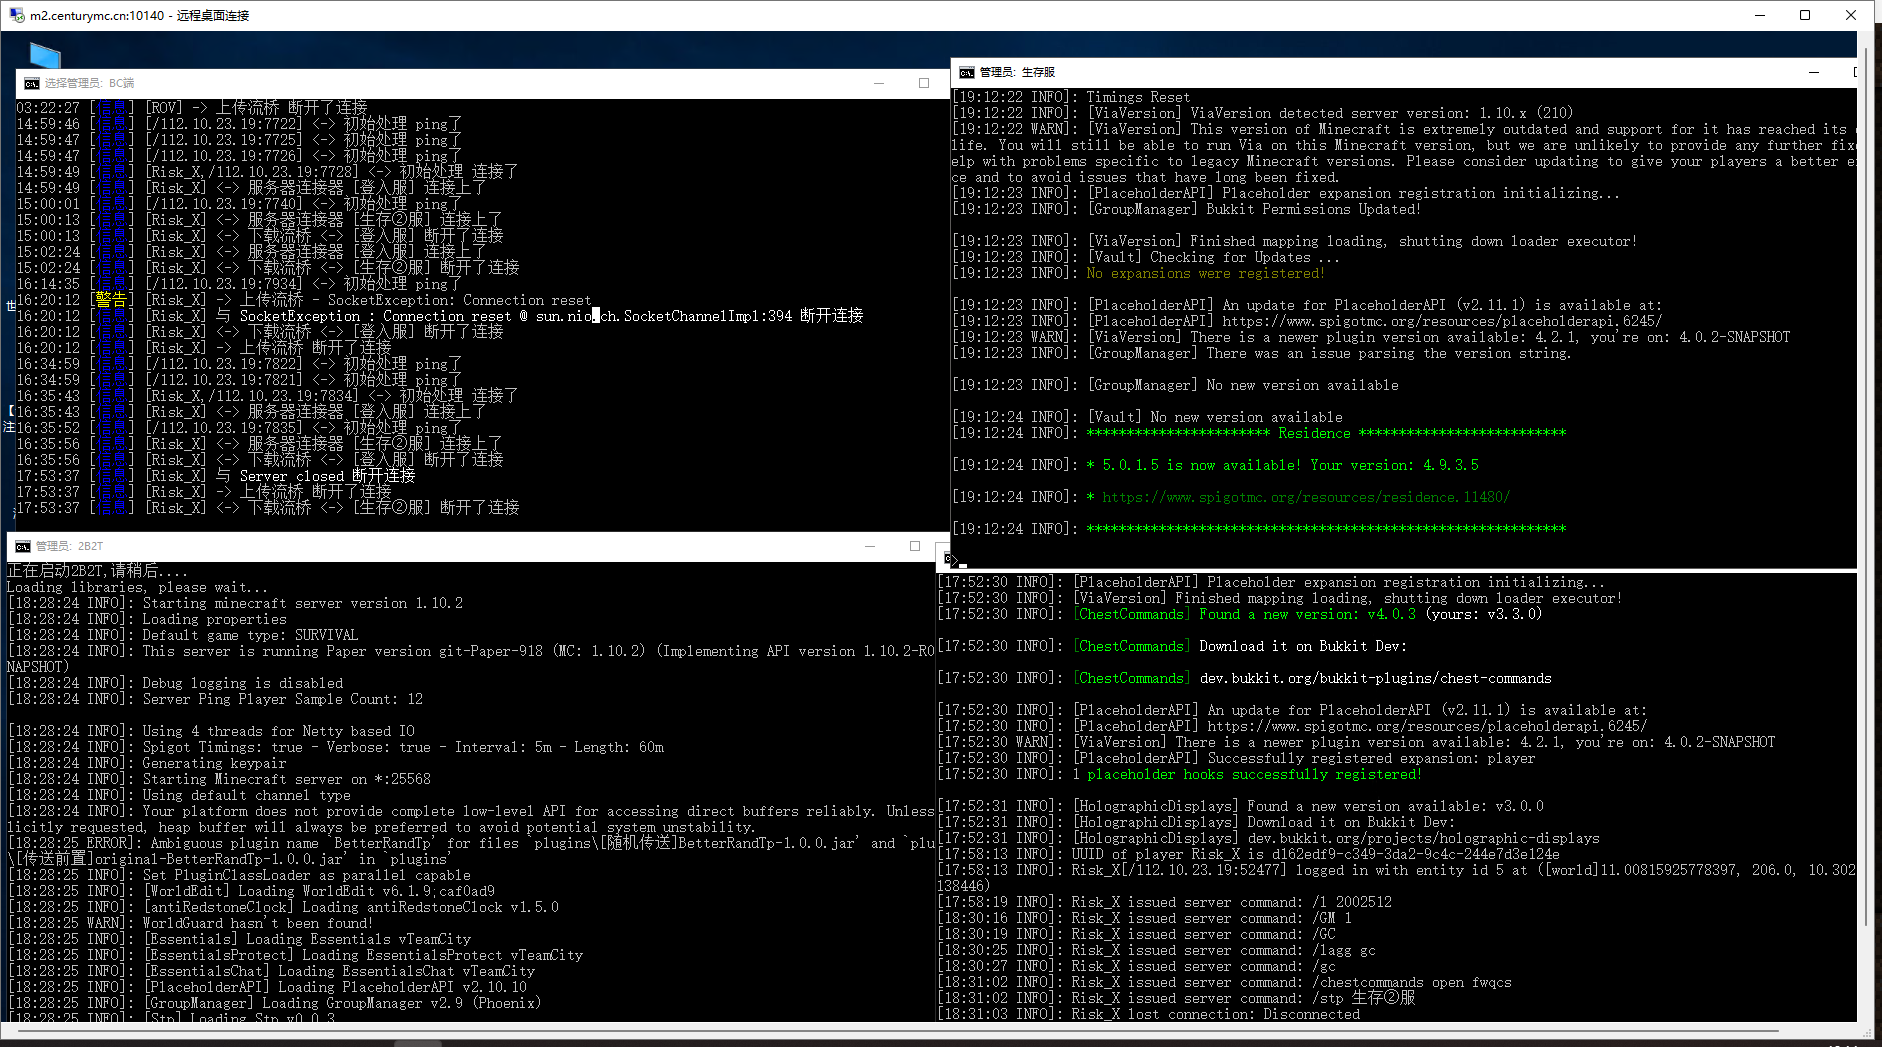 m2.centurymc.cn:10140 - 远程桌面连接
选择管理员: BC端
03:22:27 [信息] [ROV] -> 上传流桥 断开了连接
14:59:46 [信息] [/112.10.23.19:7722] <-> 初始处理 ping了
14:59:47 [信息] [/112.10.23.19:7725] <-> 初始处理 ping了
14:59:47 [信息] [/112.10.23.19:7726] <-> 初始处理 ping了
14:59:49 [信息] [Risk_X,/112.10.23.19:7728] <-> 初始处理 连接了
14:59:49 [信息] [Risk_X] <-> 服务器连接器 [登入服] 连接上了
15:00:01 [信息] [/112.10.23.19:7740] <-> 初始处理 ping了
15:00:13 [信息] [Risk_X] <-> 服务器连接器 [生存②服] 连接上了
15:00:13 [信息] [Risk_X] <-> 下载流桥 <-> [登入服] 断开了连接
15:02:24 [信息] [Risk_X] <-> 服务器连接器 [登入服] 连接上了
15:02:24 [信息] [Risk_X] <-> 下载流桥 <-> [生存②服] 断开了连接
16:14:35 [信息] [/112.10.23.19:7934] <-> 初始处理 ping了
16:20:12 [警告] [Risk_X] -> 上传流桥 - SocketException: Connection reset
16:20:12 [信息] [Risk_X] 与 SocketException : Connection reset @ sun.nio.ch.SocketChannelImpl:394 断开连接
16:20:12 [信息] [Risk_X] <-> 下载流桥 <-> [登入服] 断开了连接
16:20:12 [信息] [Risk_X] -> 上传流桥 断开了连接
16:34:59 [信息] [/112.10.23.19:7822] <-> 初始处理 ping了
16:34:59 [信息] [/112.10.23.19:7821] <-> 初始处理 ping了
16:35:43 [信息] [Risk_X,/112.10.23.19:7834] <-> 初始处理 连接了
16:35:43 [信息] [Risk_X] <-> 服务器连接器 [登入服] 连接上了
16:35:52 [信息] [/112.10.23.19:7835] <-> 初始处理 ping了
16:35:56 [信息] [Risk_X] <-> 服务器连接器 [生存②服] 连接上了
16:35:56 [信息] [Risk_X] <-> 下载流桥 <-> [登入服] 断开了连接
17:53:37 [信息] [Risk_X] 与 Server closed 断开连接
17:53:37 [信息] [Risk_X] -> 上传流桥 断开了连接
17:53:37 [信息] [Risk_X] <-> 下载流桥 <-> [生存②服] 断开了连接
管理员: 生存服
[19:12:22 INFO]: Timings Reset
[19:12:22 INFO]: [ViaVersion] ViaVersion detected server version: 1.10.x (210)
[19:12:22 WARN]: [ViaVersion] This version of Minecraft is extremely outdated and support for it has reached its
life. You will still be able to run Via on this Minecraft version, but we are unlikely to provide any further fix
elp with problems specific to legacy Minecraft versions. Please consider updating to give your players a better e
ce and to avoid issues that have long been fixed.
[19:12:23 INFO]: [PlaceholderAPI] Placeholder expansion registration initializing...
[19:12:23 INFO]: [GroupManager] Bukkit Permissions Updated!
[19:12:23 INFO]: [ViaVersion] Finished mapping loading, shutting down loader executor!
[19:12:23 INFO]: [Vault] Checking for Updates ...
[19:12:23 INFO]: No expansions were registered!
[19:12:23 INFO]: [PlaceholderAPI] An update for PlaceholderAPI (v2.11.1) is available at:
[19:12:23 INFO]: [PlaceholderAPI] https://www.spigotmc.org/resources/placeholderapi.6245/
[19:12:23 WARN]: [ViaVersion] There is a newer plugin version available: 4.2.1, you're on: 4.0.2-SNAPSHOT
[19:12:23 INFO]: [GroupManager] There was an issue parsing the version string.
[19:12:23 INFO]: [GroupManager] No new version available
[19:12:24 INFO]: [Vault] No new version available
[19:12:24 INFO]: *********************** Residence **************************
[19:12:24 INFO]: * 5.0.1.5 is now available! Your version: 4.9.3.5
[19:12:24 INFO]: * https://www.spigotmc.org/resources/residence.11480/
[19:12:24 INFO]: ************************************************************
>
管理员: 2B2T
正在启动2B2T,请稍后....
Loading libraries, please wait...
[18:28:24 INFO]: Starting minecraft server version 1.10.2
[18:28:24 INFO]: Loading properties
[18:28:24 INFO]: Default game type: SURVIVAL
[18:28:24 INFO]: This server is running Paper version git-Paper-918 (MC: 1.10.2) (Implementing API version 1.10.2-R0
NAPSHOT)
[18:28:24 INFO]: Debug logging is disabled
[18:28:24 INFO]: Server Ping Player Sample Count: 12
[18:28:24 INFO]: Using 4 threads for Netty based IO
[18:28:24 INFO]: Spigot Timings: true - Verbose: true - Interval: 5m - Length: 60m
[18:28:24 INFO]: Generating keypair
[18:28:24 INFO]: Starting Minecraft server on *:25568
[18:28:24 INFO]: Using default channel type
[18:28:24 INFO]: Your platform does not provide complete low-level API for accessing direct buffers reliably. Unless
licitly requested, heap buffer will always be preferred to avoid potential system unstability.
[18:28:25 ERROR]: Ambiguous plugin name `BetterRandTp' for files `plugins\[随机传送]BetterRandTp-1.0.0.jar' and `plu
\[传送前置]original-BetterRandTp-1.0.0.jar' in `plugins'
[18:28:25 INFO]: Set PluginClassLoader as parallel capable
[18:28:25 INFO]: [WorldEdit] Loading WorldEdit v6.1.9;caf0ad9
[18:28:25 INFO]: [antiRedstoneClock] Loading antiRedstoneClock v1.5.0
[18:28:25 WARN]: WorldGuard hasn't been found!
[18:28:25 INFO]: [Essentials] Loading Essentials vTeamCity
[18:28:25 INFO]: [EssentialsProtect] Loading EssentialsProtect vTeamCity
[18:28:25 INFO]: [EssentialsChat] Loading EssentialsChat vTeamCity
[18:28:25 INFO]: [PlaceholderAPI] Loading PlaceholderAPI v2.10.10
[18:28:25 INFO]: [GroupManager] Loading GroupManager v2.9 (Phoenix)
[18:28:25 INFO]: [Stp] Loading Stp v0.0.3
[17:52:30 INFO]: [PlaceholderAPI] Placeholder expansion registration initializing...
[17:52:30 INFO]: [ViaVersion] Finished mapping loading, shutting down loader executor!
[17:52:30 INFO]: [ChestCommands] Found a new version: v4.0.3 (yours: v3.3.0)
[17:52:30 INFO]: [ChestCommands] Download it on Bukkit Dev:
[17:52:30 INFO]: [ChestCommands] dev.bukkit.org/bukkit-plugins/chest-commands
[17:52:30 INFO]: [PlaceholderAPI] An update for PlaceholderAPI (v2.11.1) is available at:
[17:52:30 INFO]: [PlaceholderAPI] https://www.spigotmc.org/resources/placeholderapi.6245/
[17:52:30 WARN]: [ViaVersion] There is a newer plugin version available: 4.2.1, you're on: 4.0.2-SNAPSHOT
[17:52:30 INFO]: [PlaceholderAPI] Successfully registered expansion: player
[17:52:30 INFO]: 1 placeholder hooks successfully registered!
[17:52:31 INFO]: [HolographicDisplays] Found a new version available: v3.0.0
[17:52:31 INFO]: [HolographicDisplays] Download it on Bukkit Dev:
[17:52:31 INFO]: [HolographicDisplays] dev.bukkit.org/projects/holographic-displays
[17:58:13 INFO]: UUID of player Risk_X is d162edf9-c349-3da2-9c4c-244e7d3e124e
[17:58:13 INFO]: Risk_X[/112.10.23.19:52477] logged in with entity id 5 at ([world]11.00815925778397, 206.0, 10.302
138446)
[17:58:19 INFO]: Risk_X issued server command: /l 2002512
[18:30:16 INFO]: Risk_X issued server command: /GM 1
[18:30:19 INFO]: Risk_X issued server command: /GC
[18:30:25 INFO]: Risk_X issued server command: /lagg gc
[18:30:27 INFO]: Risk_X issued server command: /gc
[18:31:02 INFO]: Risk_X issued server command: /chestcommands open fwqcs
[18:31:02 INFO]: Risk_X issued server command: /stp 生存②服
[18:31:03 INFO]: Risk_X lost connection: Disconnected